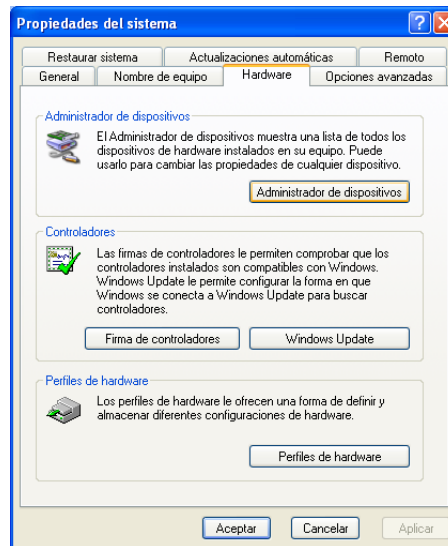 Propiedades del sistema
Restaurar sistema Actualizaciones automáticas Remoto
General Nombre de equipo Hardware Opciones avanzadas
Administrador de dispositivos
El Administrador de dispositivos muestra una lista de todos los
dispositivos de hardware instalados en su equipo. Puede
usarlo para cambiar las propiedades de cualquier dispositivo.
Administrador de dispositivos
Controladores
Las firmas de controladores le permiten comprobar que los
controladores instalados son compatibles con Windows.
Windows Update le permite configurar la forma en que
Windows se conecta a Windows Update para buscar
controladores.
Firma de controladores Windows Update
Perfiles de hardware
Los perfiles de hardware le ofrecen una forma de definir y
almacenar diferentes configuraciones de hardware.
Perfiles de hardware
Aceptar Cancelar Aplicar